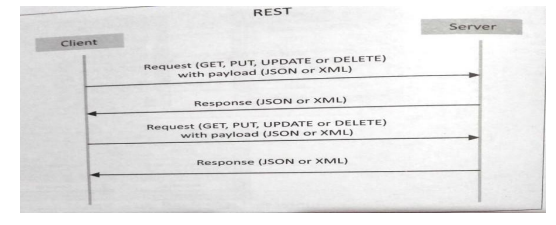 REST
Client
Server
Request (GET, PUT, UPDATE or DELETE)
with payload (JSON or XML)
Response (JSON or XML)
Request (GET, PUT, UPDATE or DELETE)
with payload (JSON or XML)
Response (JSON or XML)